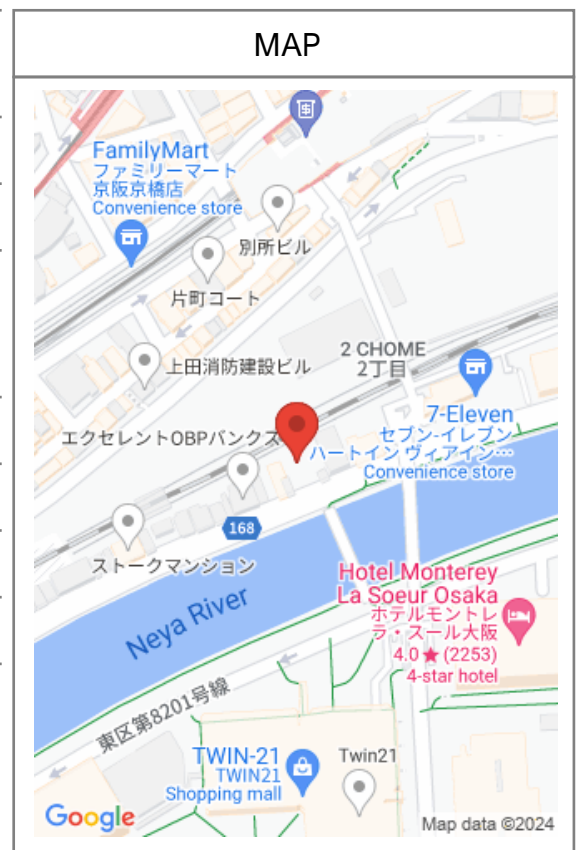 MAP
FamilyMart
ファミリーマート
京阪京橋店
Convenience store
別所ビル
片町コート
上田消防建設ビル
2 CHOME
2丁目
7-Eleven
セブン-イレブン
ハートイン ヴィアイン…
Convenience store
エクセレントOBPバンクス
168
ストークマンション
Neya River
Hotel Monterey
La Soeur Osaka
ホテルモントレ
ラ・スール大阪
4.0★(2253)
4-star hotel
東区第8201号線
TWIN-21
TWIN21
Shopping mall
Twin21
Google
Map data ©2024